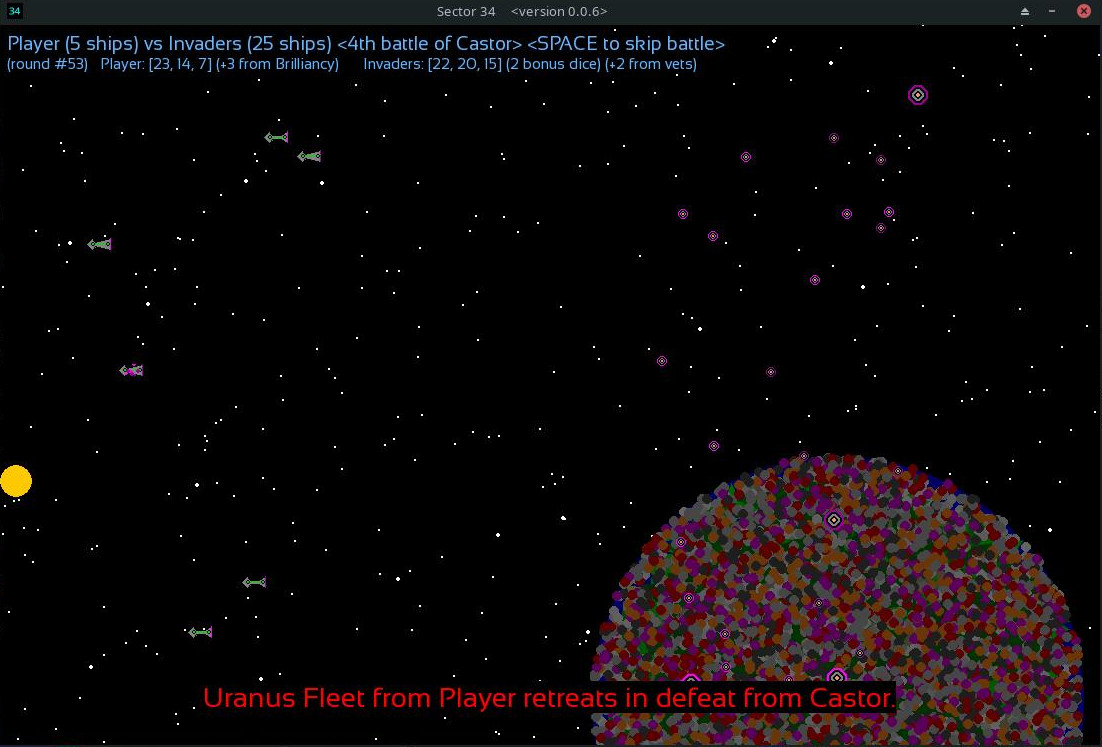 34 Sector 34 <version 0.0.6>
Player (5 ships) vs Invaders (25 ships) <4th battle of Castor> <SPACE to skip battle>
(round #53) Player: [23, 14, 7] (+3 from Brilliancy) Invaders: [22, 20, 15] (2 bonus dice) (+2 from vets)
Uranus Fleet from Player retreats in defeat from Castor.